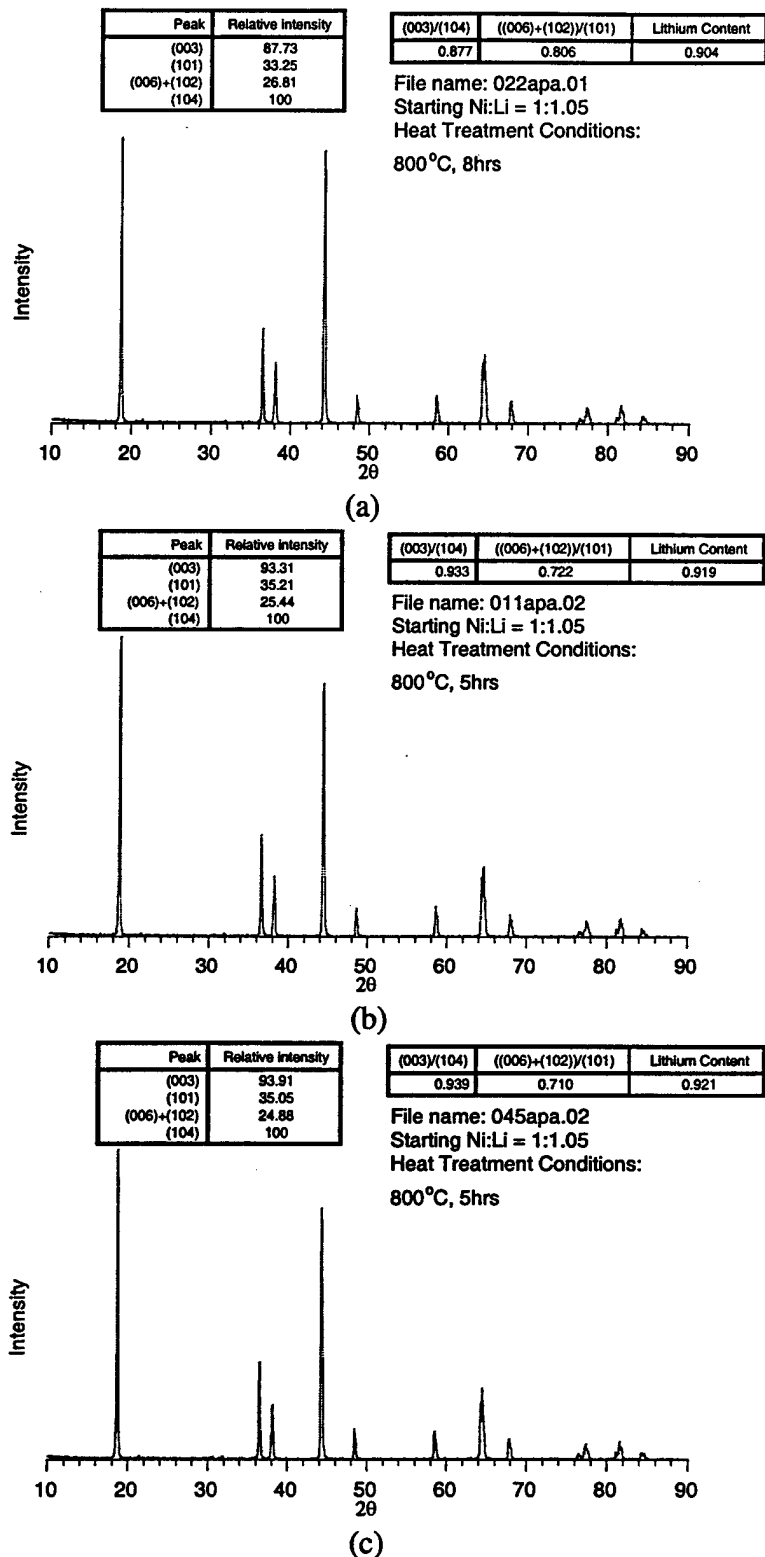 Peak Relative intensity
(003) 87.73
(101) 33.25
(006)+(102) 26.81
(104) 100
(003)/(104) ((006)+(102))/(101) Lithium Content
0.877 0.806 0.904
File name: 022apa.01
Starting Ni:Li = 1:1.05
Heat Treatment Conditions:
800°C, 8hrs
Intensity
10 20 30 40 50 60 70 80 90
2θ
(a)
Peak Relative intensity
(003) 93.31
(101) 35.21
(006)+(102) 25.44
(104) 100
(003)/(104) ((006)+(102))/(101) Lithium Content
0.933 0.722 0.919
File name: 011apa.02
Starting Ni:Li = 1:1.05
Heat Treatment Conditions:
800°C, 5hrs
Intensity
10 20 30 40 50 60 70 80 90
2θ
(b)
Peak Relative intensity
(003) 93.91
(101) 35.05
(006)+(102) 24.88
(104) 100
(003)/(104) ((006)+(102))/(101) Lithium Content
0.939 0.710 0.921
File name: 045apa.02
Starting Ni:Li = 1:1.05
Heat Treatment Conditions:
800°C, 5hrs
Intensity
10 20 30 40 50 60 70 80 90
2θ
(c)